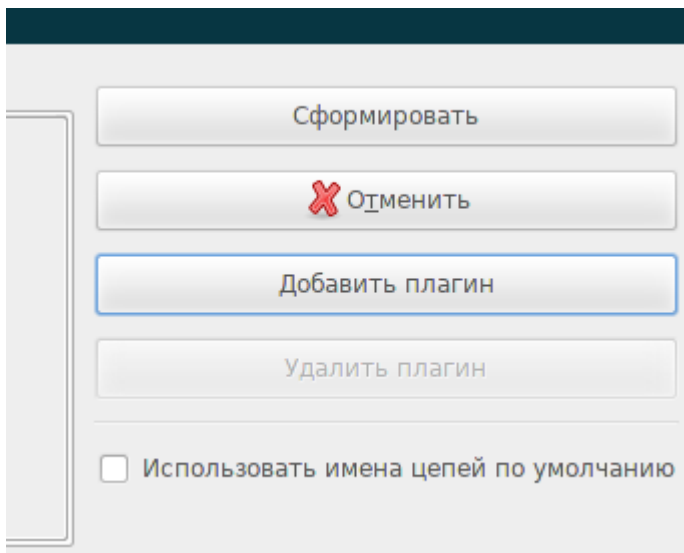 Сформировать
Отменить
Добавить плагин
Удалить плагин
Использовать имена цепей по умолчанию